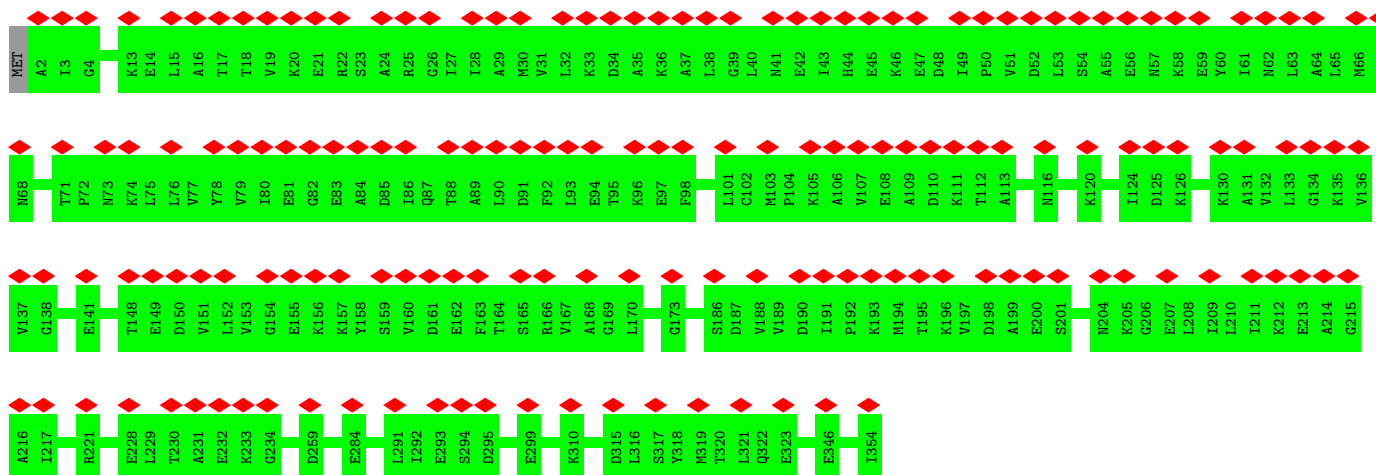 MET A2 I3 G4 K13 E14 L15 A16 T17 T18 V19 K20 E21 R22 S23 A24 R25 G26 I27 I28 A29 M30 V31 L32 K33 D34 A35 K36 A37 L38 G39 L40 N41 E42 I43 H44 E45 K46 E47 D48 I49 P50 V51 D52 L53 S54 A55 E56 N57 K58 E59 Y60 I61 N62 L63 A64 L65 M66
N68 T71 P72 N73 K74 L75 L76 V77 Y78 V79 I80 E81 G82 E83 A84 D85 I86 Q87 T88 A89 L90 D91 F92 L93 E94 T95 K96 E97 F98 L101 C102 M103 P104 K105 A106 V107 E108 A109 D110 K111 T112 A113 N116 K120 I124 D125 K126 K130 A131 V132 L133 G134 K135 V136
V137 G138 E141 T148 E149 D150 V151 L152 V153 G154 E155 K156 K157 Y158 S159 V160 D161 E162 F163 T164 S165 R166 V167 A168 G169 L170 G173 S186 D187 V188 V189 D190 I191 P192 K193 M194 T195 K196 V197 D198 A199 E200 S201 N204 K205 G206 E207 L208 I209 L210 I211 K212 E213 A214 G215
A216 I217 R221 E228 L229 T230 A231 E232 K233 G234 D259 E284 L291 I292 E293 S294 D295 E299 K310 D315 L316 S317 Y318 M319 T320 L321 Q322 E323 E346 I354